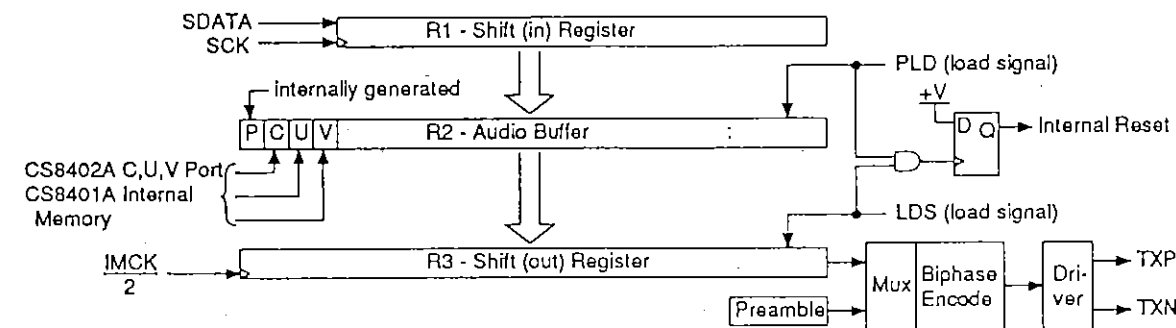 SDATA
SCK
R1 - Shift (in) Register
PLD (load signal)
internally generated
+V
P C U V
R2 - Audio Buffer :
D Q
Internal Reset
CS8402A C,U,V Port
CS8401A Internal
Memory
LDS (load signal)
IMCK
2
R3 - Shift (out) Register
Mux
Biphase
Encode
Dri-
ver
TXP
TXN
Preamble